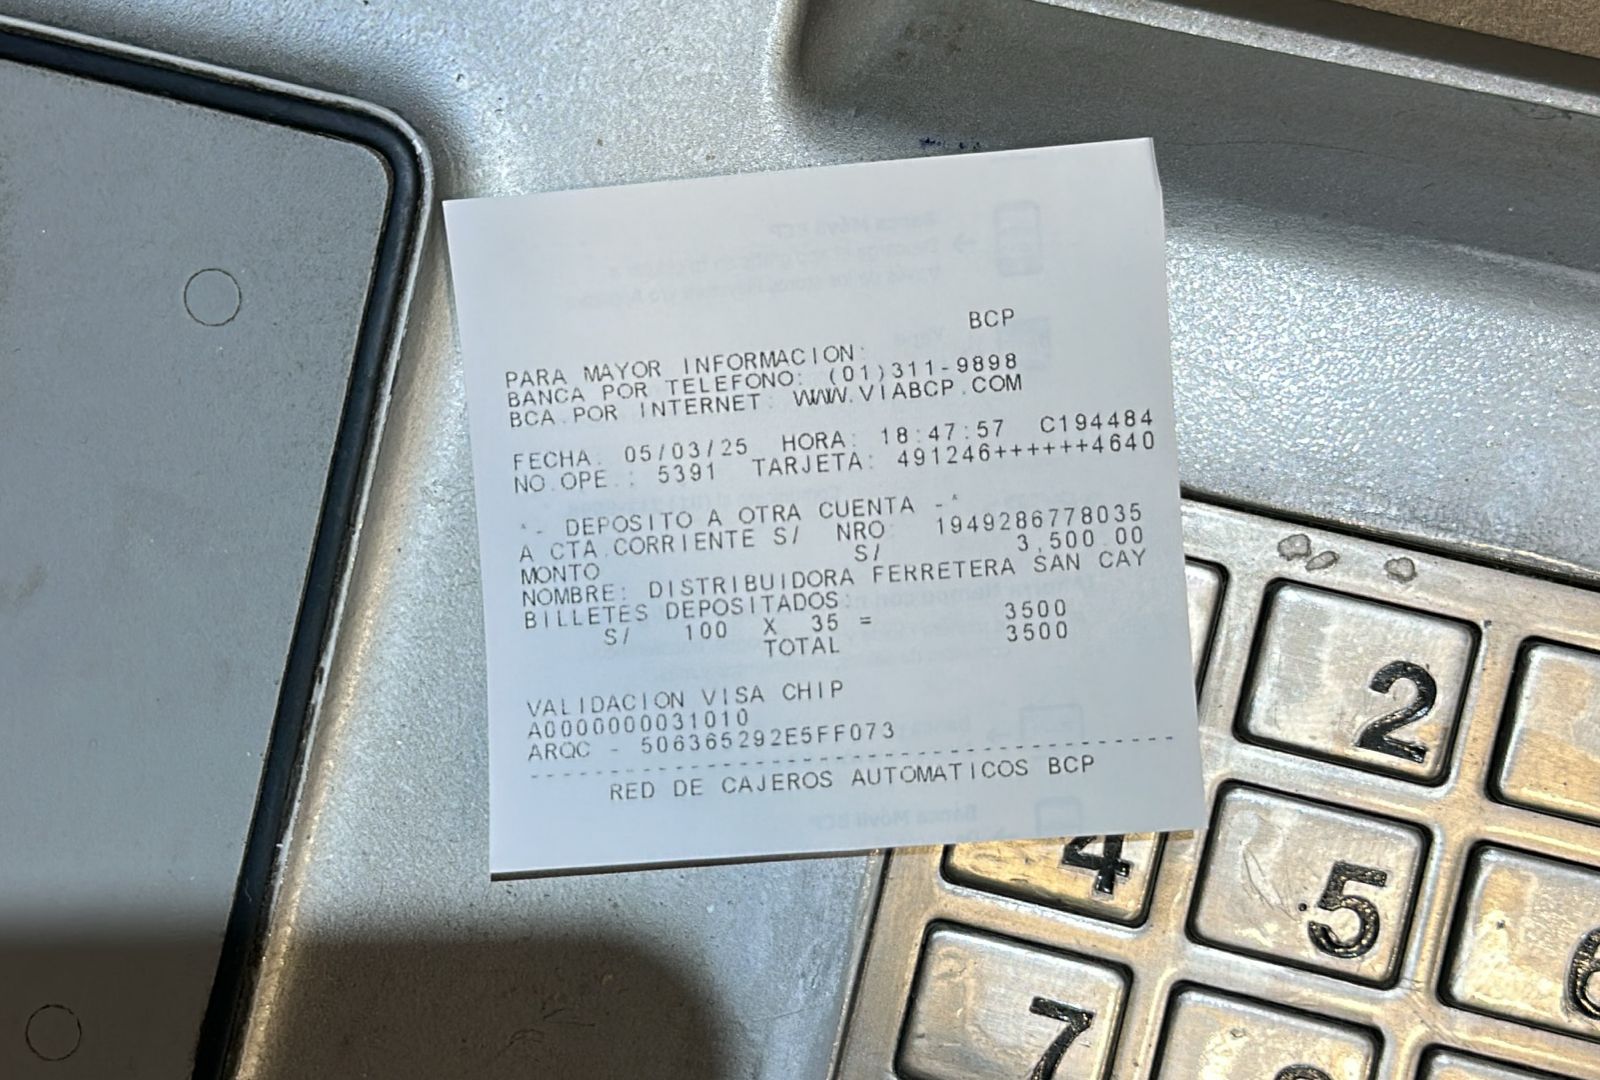 BCP
PARA MAYOR INFORMACION:
BANCA POR TELEFONO: (01)311-9898
BCA.POR INTERNET: WWW.VIABCP.COM
FECHA: 05/03/25 HORA: 18:47:57 C194484
NO.OPE.: 5391 TARJETA: 491246++++++4640
*- DEPOSITO A OTRA CUENTA -*
A CTA.CORRIENTE S/ NRO: 1949286778035
MONTO S/ 3,500.00
NOMBRE: DISTRIBUIDORA FERRETERA SAN CAY
BILLETES DEPOSITADOS:
S/ 100 X 35 = 3500
TOTAL 3500
VALIDACION VISA CHIP
A0000000031010
ARQC - 506365292E5FF073
RED DE CAJEROS AUTOMATICOS BCP
2
4
5
6
7